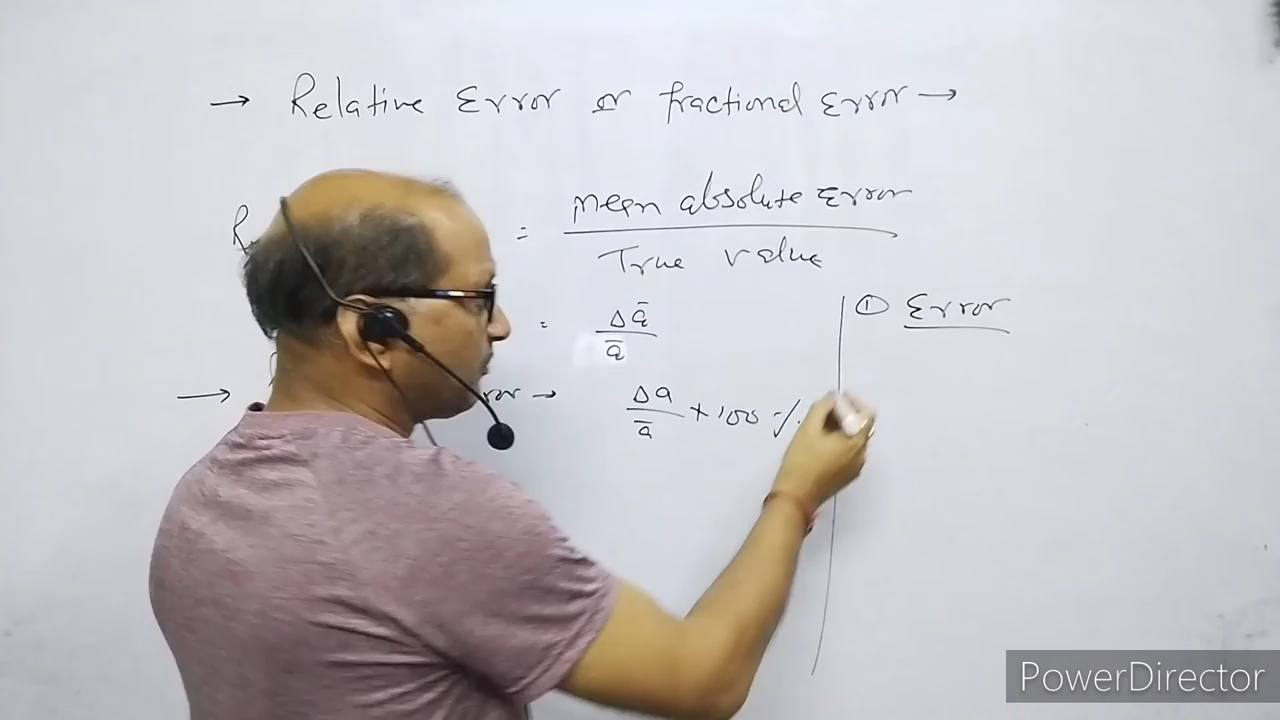 → Relative Error or fractional Error →
= Mean absolute Error
True value
= Δā
ā
① Error
→ →
Δa
ā × 100 %
PowerDirector